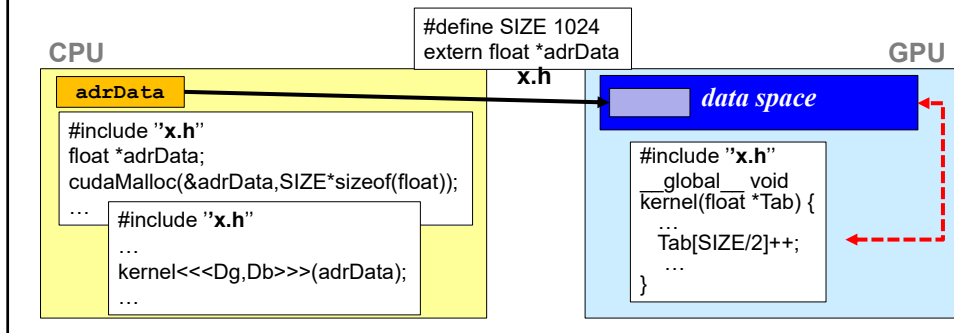 #define SIZE 1024
extern float *adrData
x.h
CPU
GPU
adrData
data space
#include ’’x.h’’
float *adrData;
cudaMalloc(&adrData,SIZE*sizeof(float));
…
#include ’’x.h’’
…
kernel<<<Dg,Db>>>(adrData);
…
#include ’’x.h’’
__global__ void
kernel(float *Tab) {
…
Tab[SIZE/2]++;
…
}